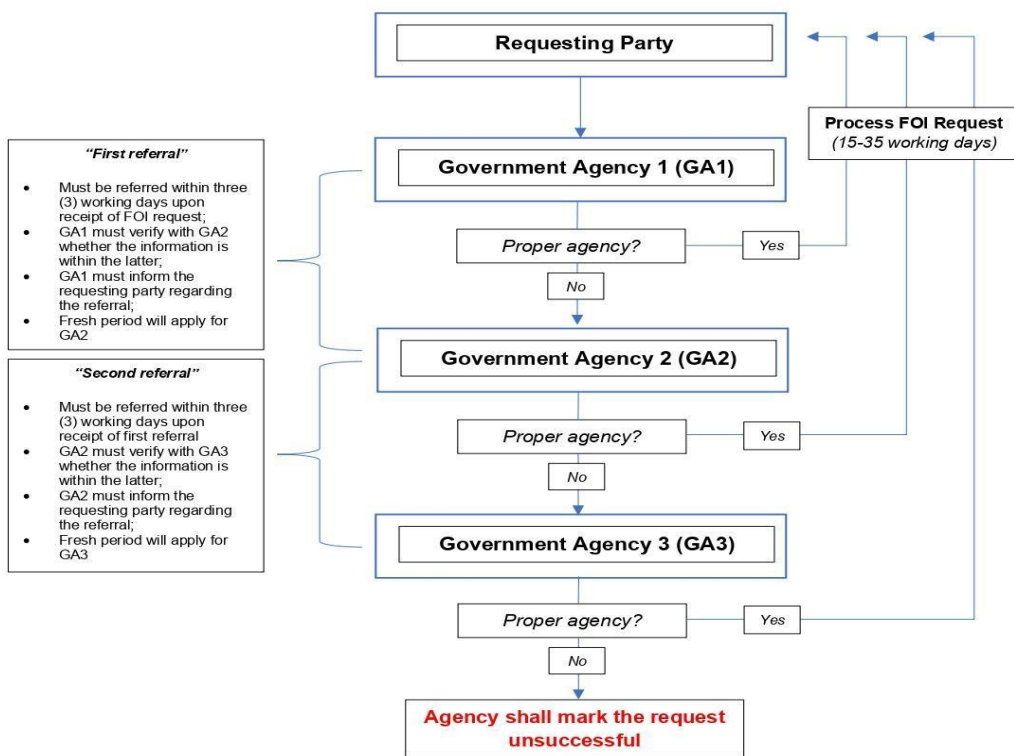 Requesting Party
Process FOI Request
(15-35 working days)
"First referral"
• Must be referred within three
(3) working days upon
receipt of FOI request;
• GA1 must verify with GA2
whether the information is
within the latter;
• GA1 must inform the
requesting party regarding
the referral;
• Fresh period will apply for
GA2
Government Agency 1 (GA1)
Proper agency?
Yes
No
Government Agency 2 (GA2)
"Second referral"
• Must be referred within three
(3) working days upon
receipt of first referral
• GA2 must verify with GA3
whether the information is
within the latter;
• GA2 must inform the
requesting party regarding
the referral;
• Fresh period will apply for
GA3
Proper agency?
Yes
No
Government Agency 3 (GA3)
Proper agency?
Yes
No
Agency shall mark the request
unsuccessful